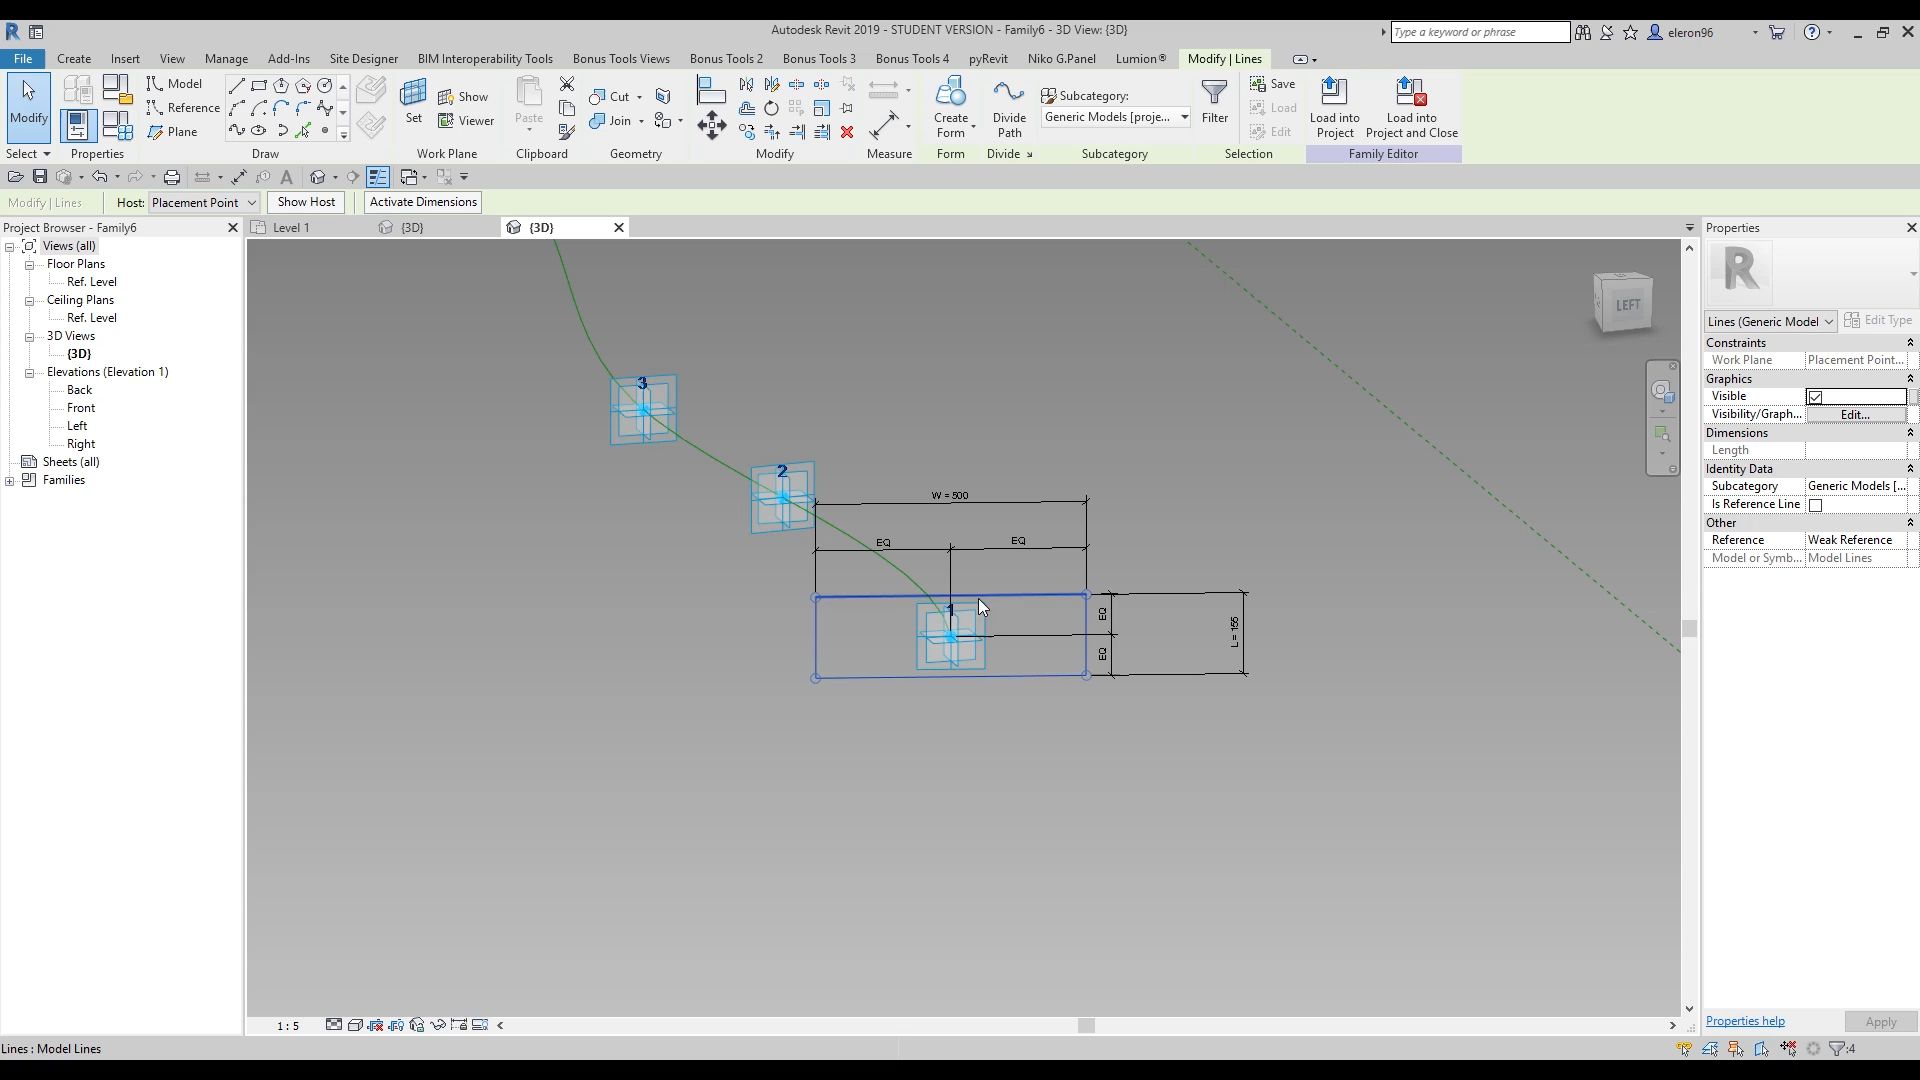 Autodesk Revit 2019 - STUDENT VERSION - Family6 - 3D View: {3D}
Type a keyword or phrase
eleron96
File Create Insert View Manage Add-Ins Site Designer BIM Interoperability Tools Bonus Tools Views Bonus Tools 2 Bonus Tools 3 Bonus Tools 4 pyRevit Niko G.Panel Lumion® Modify | Lines
Modify
Model
Reference
Plane
Set
Show
Viewer
Paste
Cut
Join
Create
Form
Divide
Path
Subcategory:
Generic Models [proje...
Filter
Save
Load
Edit
Load into
Project
Load into
Project and Close
Select Properties Draw Work Plane Clipboard Geometry Modify Measure Form Divide Subcategory Selection Family Editor
Modify | Lines Host: Placement Point Show Host Activate Dimensions
Project Browser - Family6
Level 1 {3D} {3D}
Views (all)
Floor Plans
Ref. Level
Ceiling Plans
Ref. Level
3D Views
{3D}
Elevations (Elevation 1)
Back
Front
Left
Right
Sheets (all)
Families
LEFT
3
2
W = 500
EQ EQ
1
EQ
EQ
L = 155
Properties
Lines (Generic Model Edit Type
Constraints
Work Plane Placement Point...
Graphics
Visible
Visibility/Graph... Edit...
Dimensions
Length
Identity Data
Subcategory Generic Models [...
Is Reference Line
Other
Reference Weak Reference
Model or Symb... Model Lines
Properties help Apply
1 : 5
Lines : Model Lines
:4